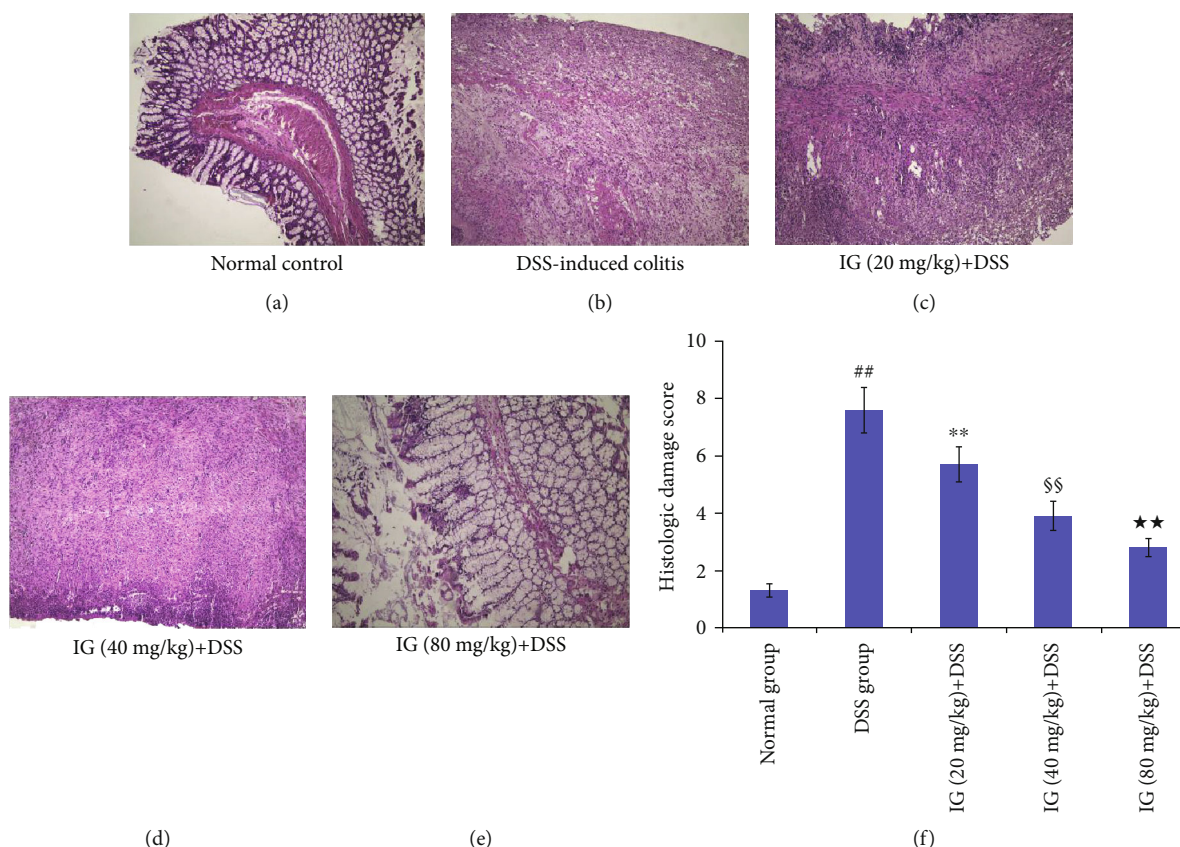 Normal control
(a)
DSS-induced colitis
(b)
IG (20 mg/kg)+DSS
(c)
IG (40 mg/kg)+DSS
(d)
IG (80 mg/kg)+DSS
(e)
Histologic damage score
10
8
6
4
2
0
##
**
§§
★★
Normal group
DSS group
IG (20 mg/kg)+DSS
IG (40 mg/kg)+DSS
IG (80 mg/kg)+DSS
(f)